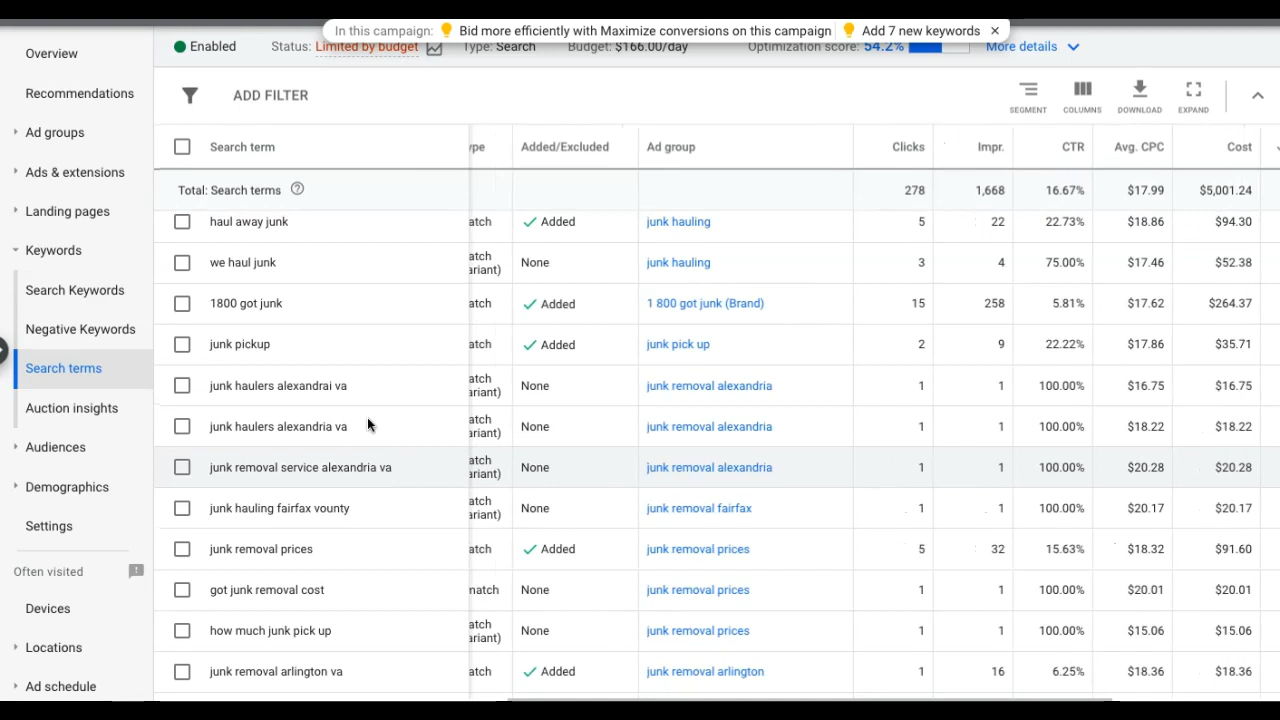 In this campaign: Bid more efficiently with Maximize conversions on this campaign Add 7 new keywords ×
Enabled Status: Limited by budget Type: Search Budget: $166.00/day Optimization score: 54.2% More details
Overview
Recommendations
Ad groups
Ads & extensions
Landing pages
Keywords
Search Keywords
Negative Keywords
Search terms
Auction insights
Audiences
Demographics
Settings
Often visited
Devices
Locations
Ad schedule
ADD FILTER
SEGMENT COLUMNS DOWNLOAD EXPAND
Search term ype Added/Excluded Ad group Clicks Impr. CTR Avg. CPC Cost
Total: Search terms 278 1,668 16.67% $17.99 $5,001.24
haul away junk atch Added junk hauling 5 22 22.73% $18.86 $94.30
we haul junk atch ariant) None junk hauling 3 4 75.00% $17.46 $52.38
1800 got junk atch Added 1 800 got junk (Brand) 15 258 5.81% $17.62 $264.37
junk pickup atch Added junk pick up 2 9 22.22% $17.86 $35.71
junk haulers alexandrai va atch ariant) None junk removal alexandria 1 1 100.00% $16.75 $16.75
junk haulers alexandria va atch ariant) None junk removal alexandria 1 1 100.00% $18.22 $18.22
junk removal service alexandria va atch ariant) None junk removal alexandria 1 1 100.00% $20.28 $20.28
junk hauling fairfax vounty atch ariant) None junk removal fairfax 1 1 100.00% $20.17 $20.17
junk removal prices atch Added junk removal prices 5 32 15.63% $18.32 $91.60
got junk removal cost natch None junk removal prices 1 1 100.00% $20.01 $20.01
how much junk pick up atch ariant) None junk removal prices 1 1 100.00% $15.06 $15.06
junk removal arlington va atch Added junk removal arlington 1 16 6.25% $18.36 $18.36